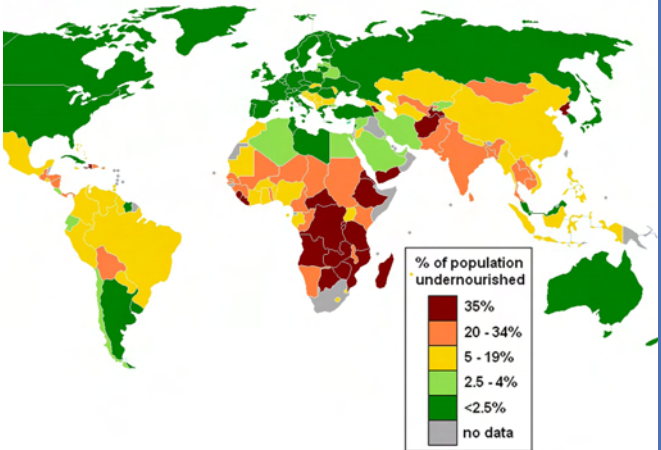 % of population
undernourished
35%
20 - 34%
5 - 19%
2.5 - 4%
<2.5%
no data